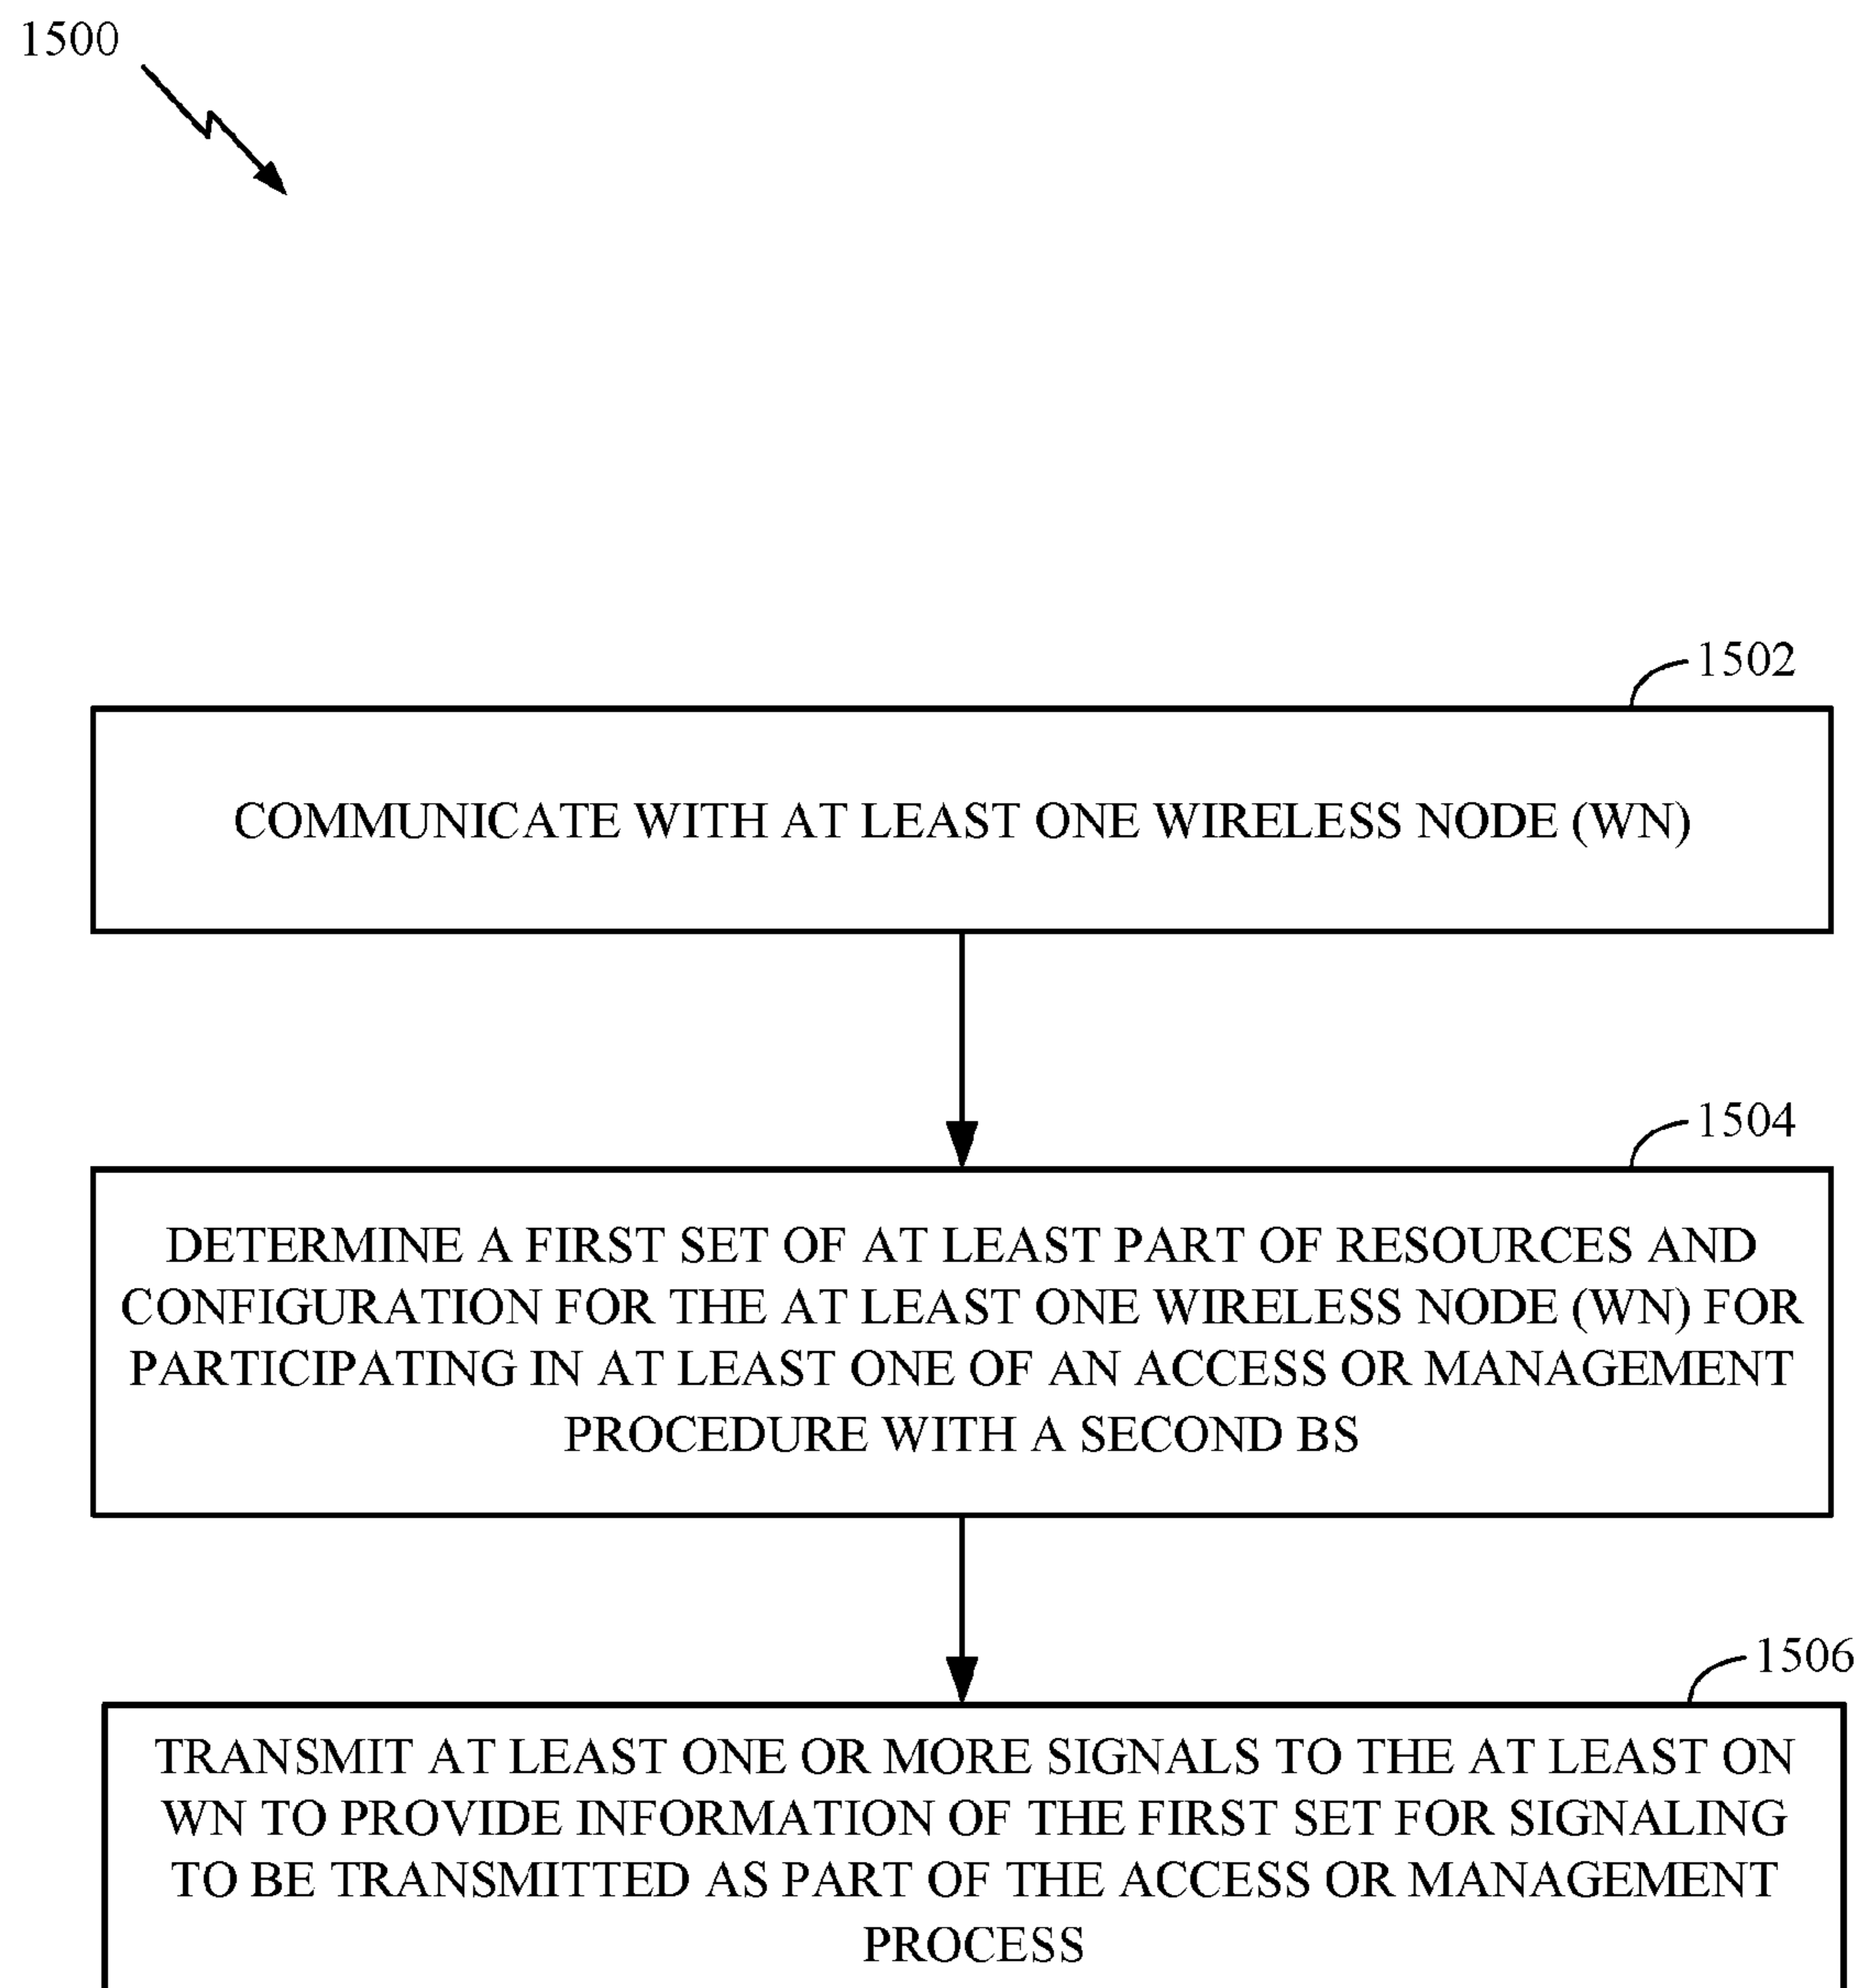 1500
1502
COMMUNICATE WITH AT LEAST ONE WIRELESS NODE (WN)
1504
DETERMINE A FIRST SET OF AT LEAST PART OF RESOURCES AND
CONFIGURATION FOR THE AT LEAST ONE WIRELESS NODE (WN) FOR
PARTICIPATING IN AT LEAST ONE OF AN ACCESS OR MANAGEMENT
PROCEDURE WITH A SECOND BS
1506
TRANSMIT AT LEAST ONE OR MORE SIGNALS TO THE AT LEAST ON
WN TO PROVIDE INFORMATION OF THE FIRST SET FOR SIGNALING
TO BE TRANSMITTED AS PART OF THE ACCESS OR MANAGEMENT
PROCESS